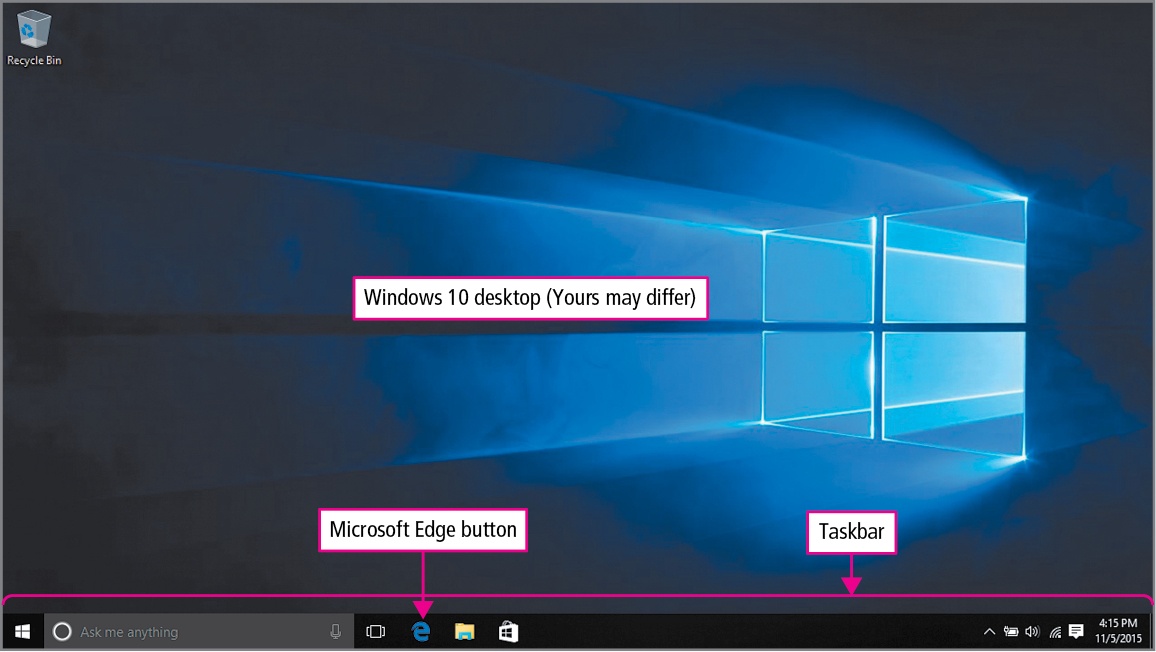 Recycle Bin
Windows 10 desktop (Yours may differ)
Microsoft Edge button
Taskbar
Ask me anything
4:15 PM
11/5/2015